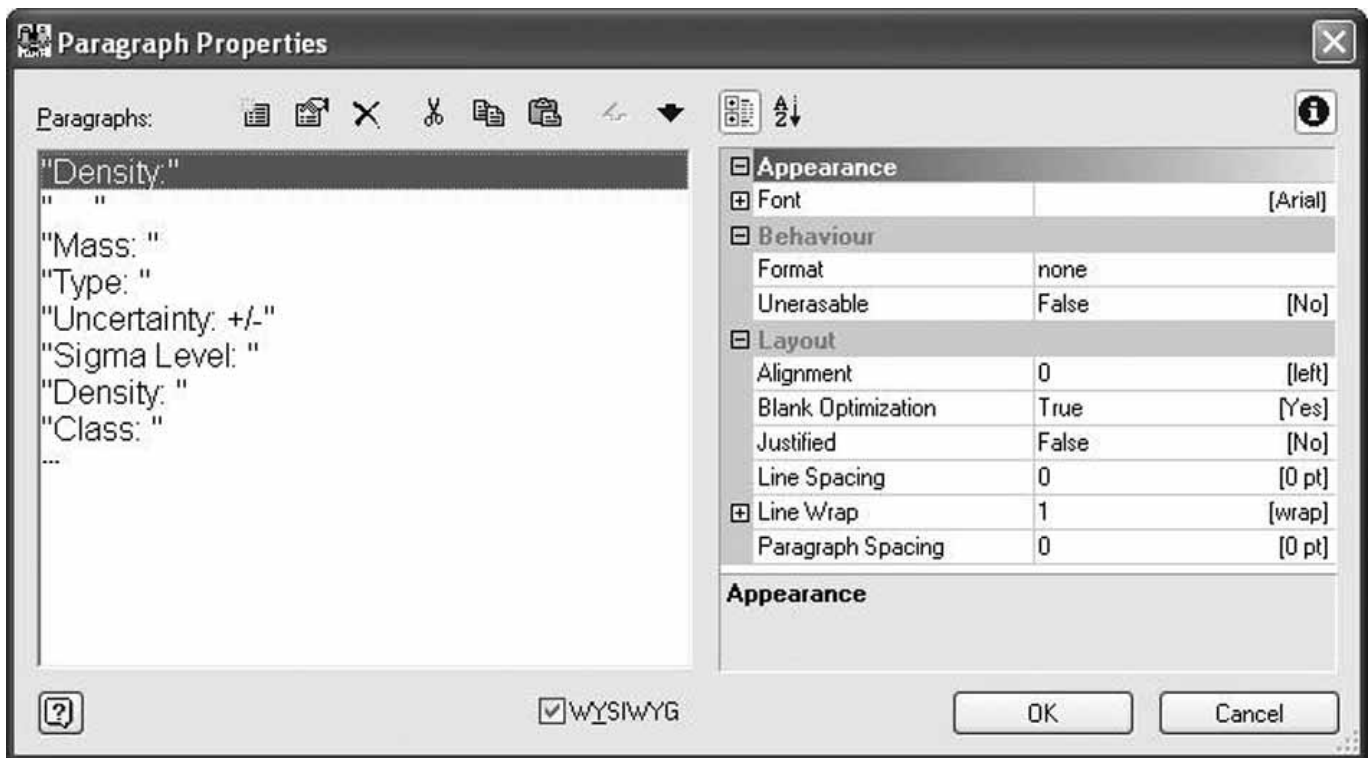 Paragraph Properties
Paragraphs:
"Density:"
"     "
"Mass: "
"Type: "
"Uncertainty: +/-"
"Sigma Level: "
"Density: "
"Class: "
...
Appearance
Font [Arial]
Behaviour
Format none
Unerasable False [No]
Layout
Alignment 0 [left]
Blank Optimization True [Yes]
Justified False [No]
Line Spacing 0 [0 pt]
Line Wrap 1 [wrap]
Paragraph Spacing 0 [0 pt]
Appearance
WYSIWYG
OK
Cancel